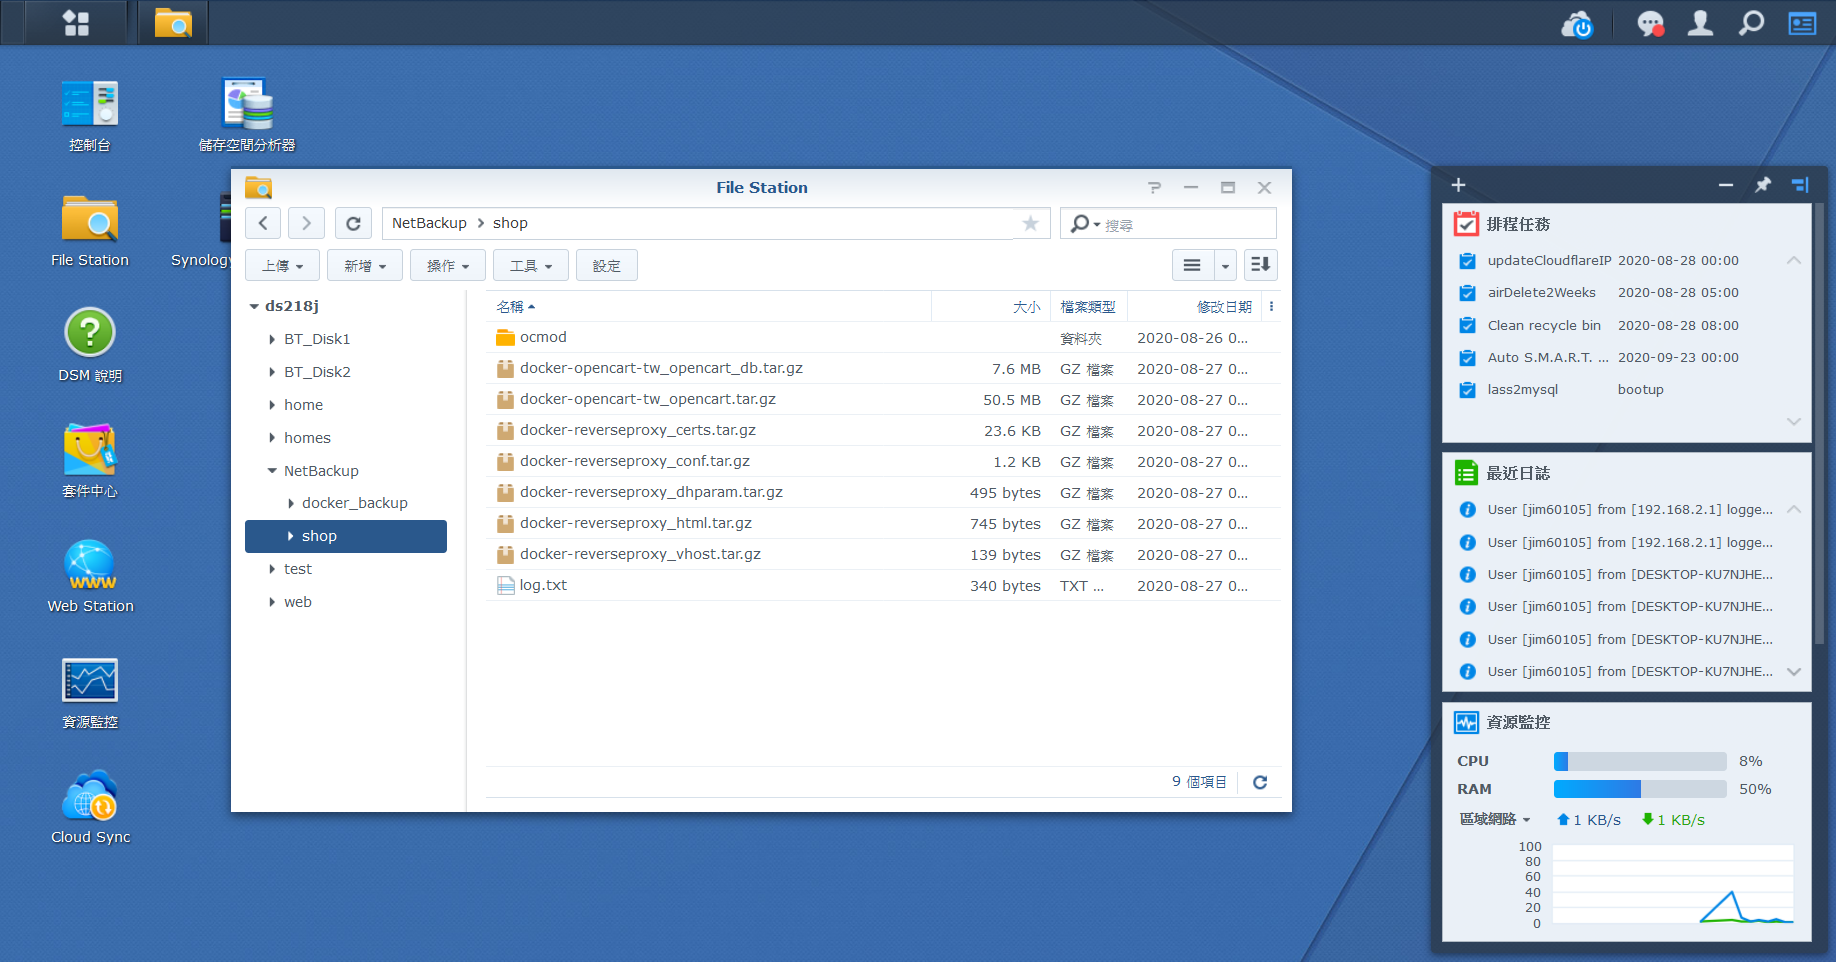 控制台
儲存空間分析器
File Station
Synology
DSM 說明
套件中心
Web Station
資源監控
Cloud Sync
File Station
NetBackup
shop
搜尋
上傳
新增
操作
工具
設定
ds218j
BT_Disk1
BT_Disk2
home
homes
NetBackup
docker_backup
shop
test
web
名稱 大小 檔案類型 修改日期
ocmod 資料夾 2020-08-26 0...
docker-opencart-tw_opencart_db.tar.gz 7.6 MB GZ 檔案 2020-08-27 0...
docker-opencart-tw_opencart.tar.gz 50.5 MB GZ 檔案 2020-08-27 0...
docker-reverseproxy_certs.tar.gz 23.6 KB GZ 檔案 2020-08-27 0...
docker-reverseproxy_conf.tar.gz 1.2 KB GZ 檔案 2020-08-27 0...
docker-reverseproxy_dhparam.tar.gz 495 bytes GZ 檔案 2020-08-27 0...
docker-reverseproxy_html.tar.gz 745 bytes GZ 檔案 2020-08-27 0...
docker-reverseproxy_vhost.tar.gz 139 bytes GZ 檔案 2020-08-27 0...
log.txt 340 bytes TXT ... 2020-08-27 0...
9 個項目
排程任務
updateCloudflareIP 2020-08-28 00:00
airDelete2Weeks 2020-08-28 05:00
Clean recycle bin 2020-08-28 08:00
Auto S.M.A.R.T. ... 2020-09-23 00:00
lass2mysql bootup
最近日誌
User [jim60105] from [192.168.2.1] logge...
User [jim60105] from [192.168.2.1] logge...
User [jim60105] from [DESKTOP-KU7NJHE...
User [jim60105] from [DESKTOP-KU7NJHE...
User [jim60105] from [DESKTOP-KU7NJHE...
User [jim60105] from [DESKTOP-KU7NJHE...
資源監控
CPU 8%
RAM 50%
區域網路 1 KB/s 1 KB/s
100
80
60
40
20
0